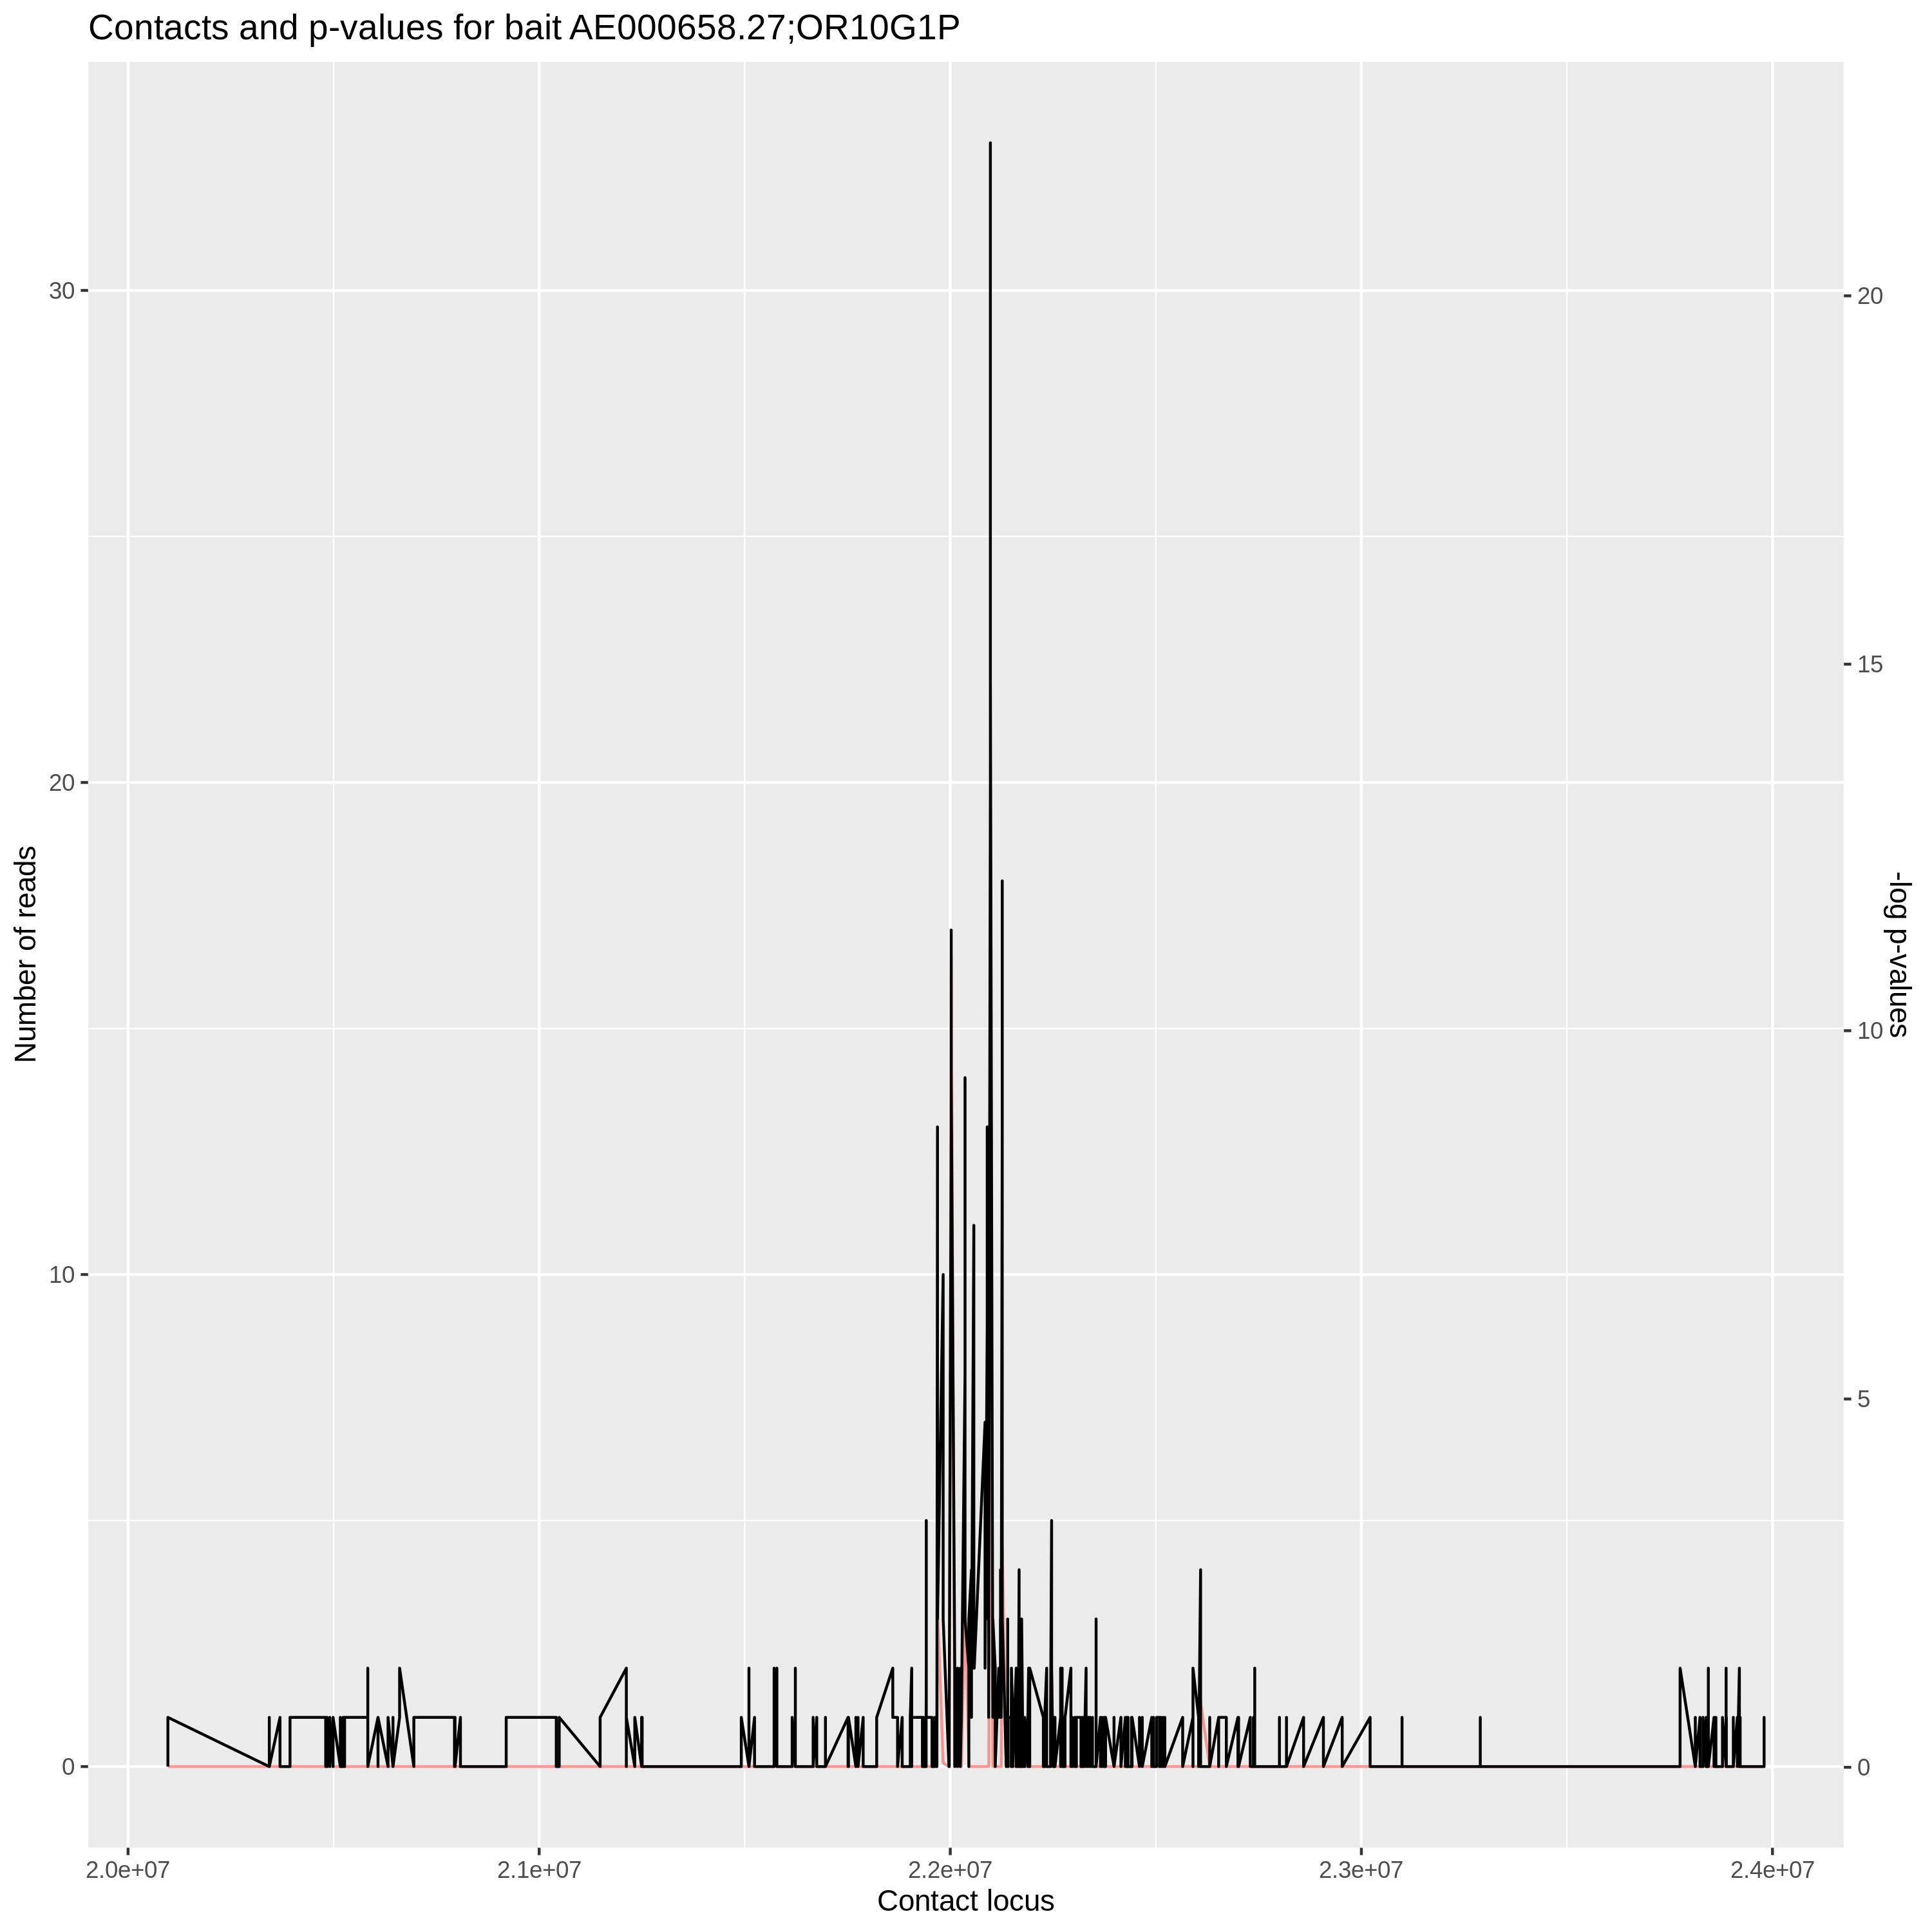 Contacts and p-values for bait AE000658.27;OR10G1P
30
20
10
0
Number of reads
20
15
10
5
0
-log p-values
2.0e+07
2.1e+07
2.2e+07
2.3e+07
2.4e+07
Contact locus